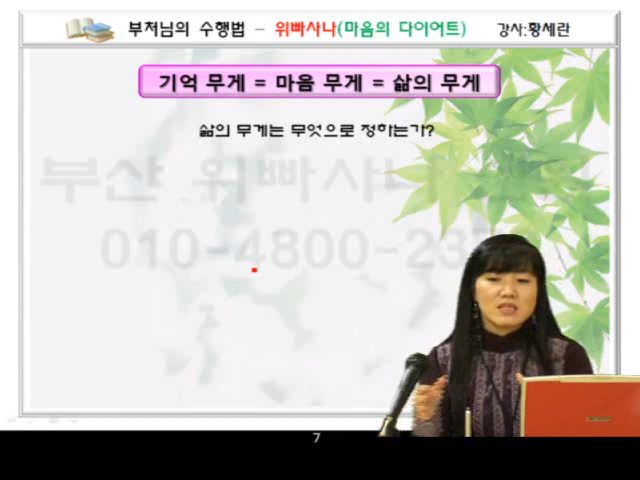 부처님의 수행법 – 위빠사나(마음의 다이어트) 강사:황세란
기억 무게 = 마음 무게 = 삶의 무게
삶의 무게는 무엇으로 정하는가?
부산 위빠사나
010-4800-23
7